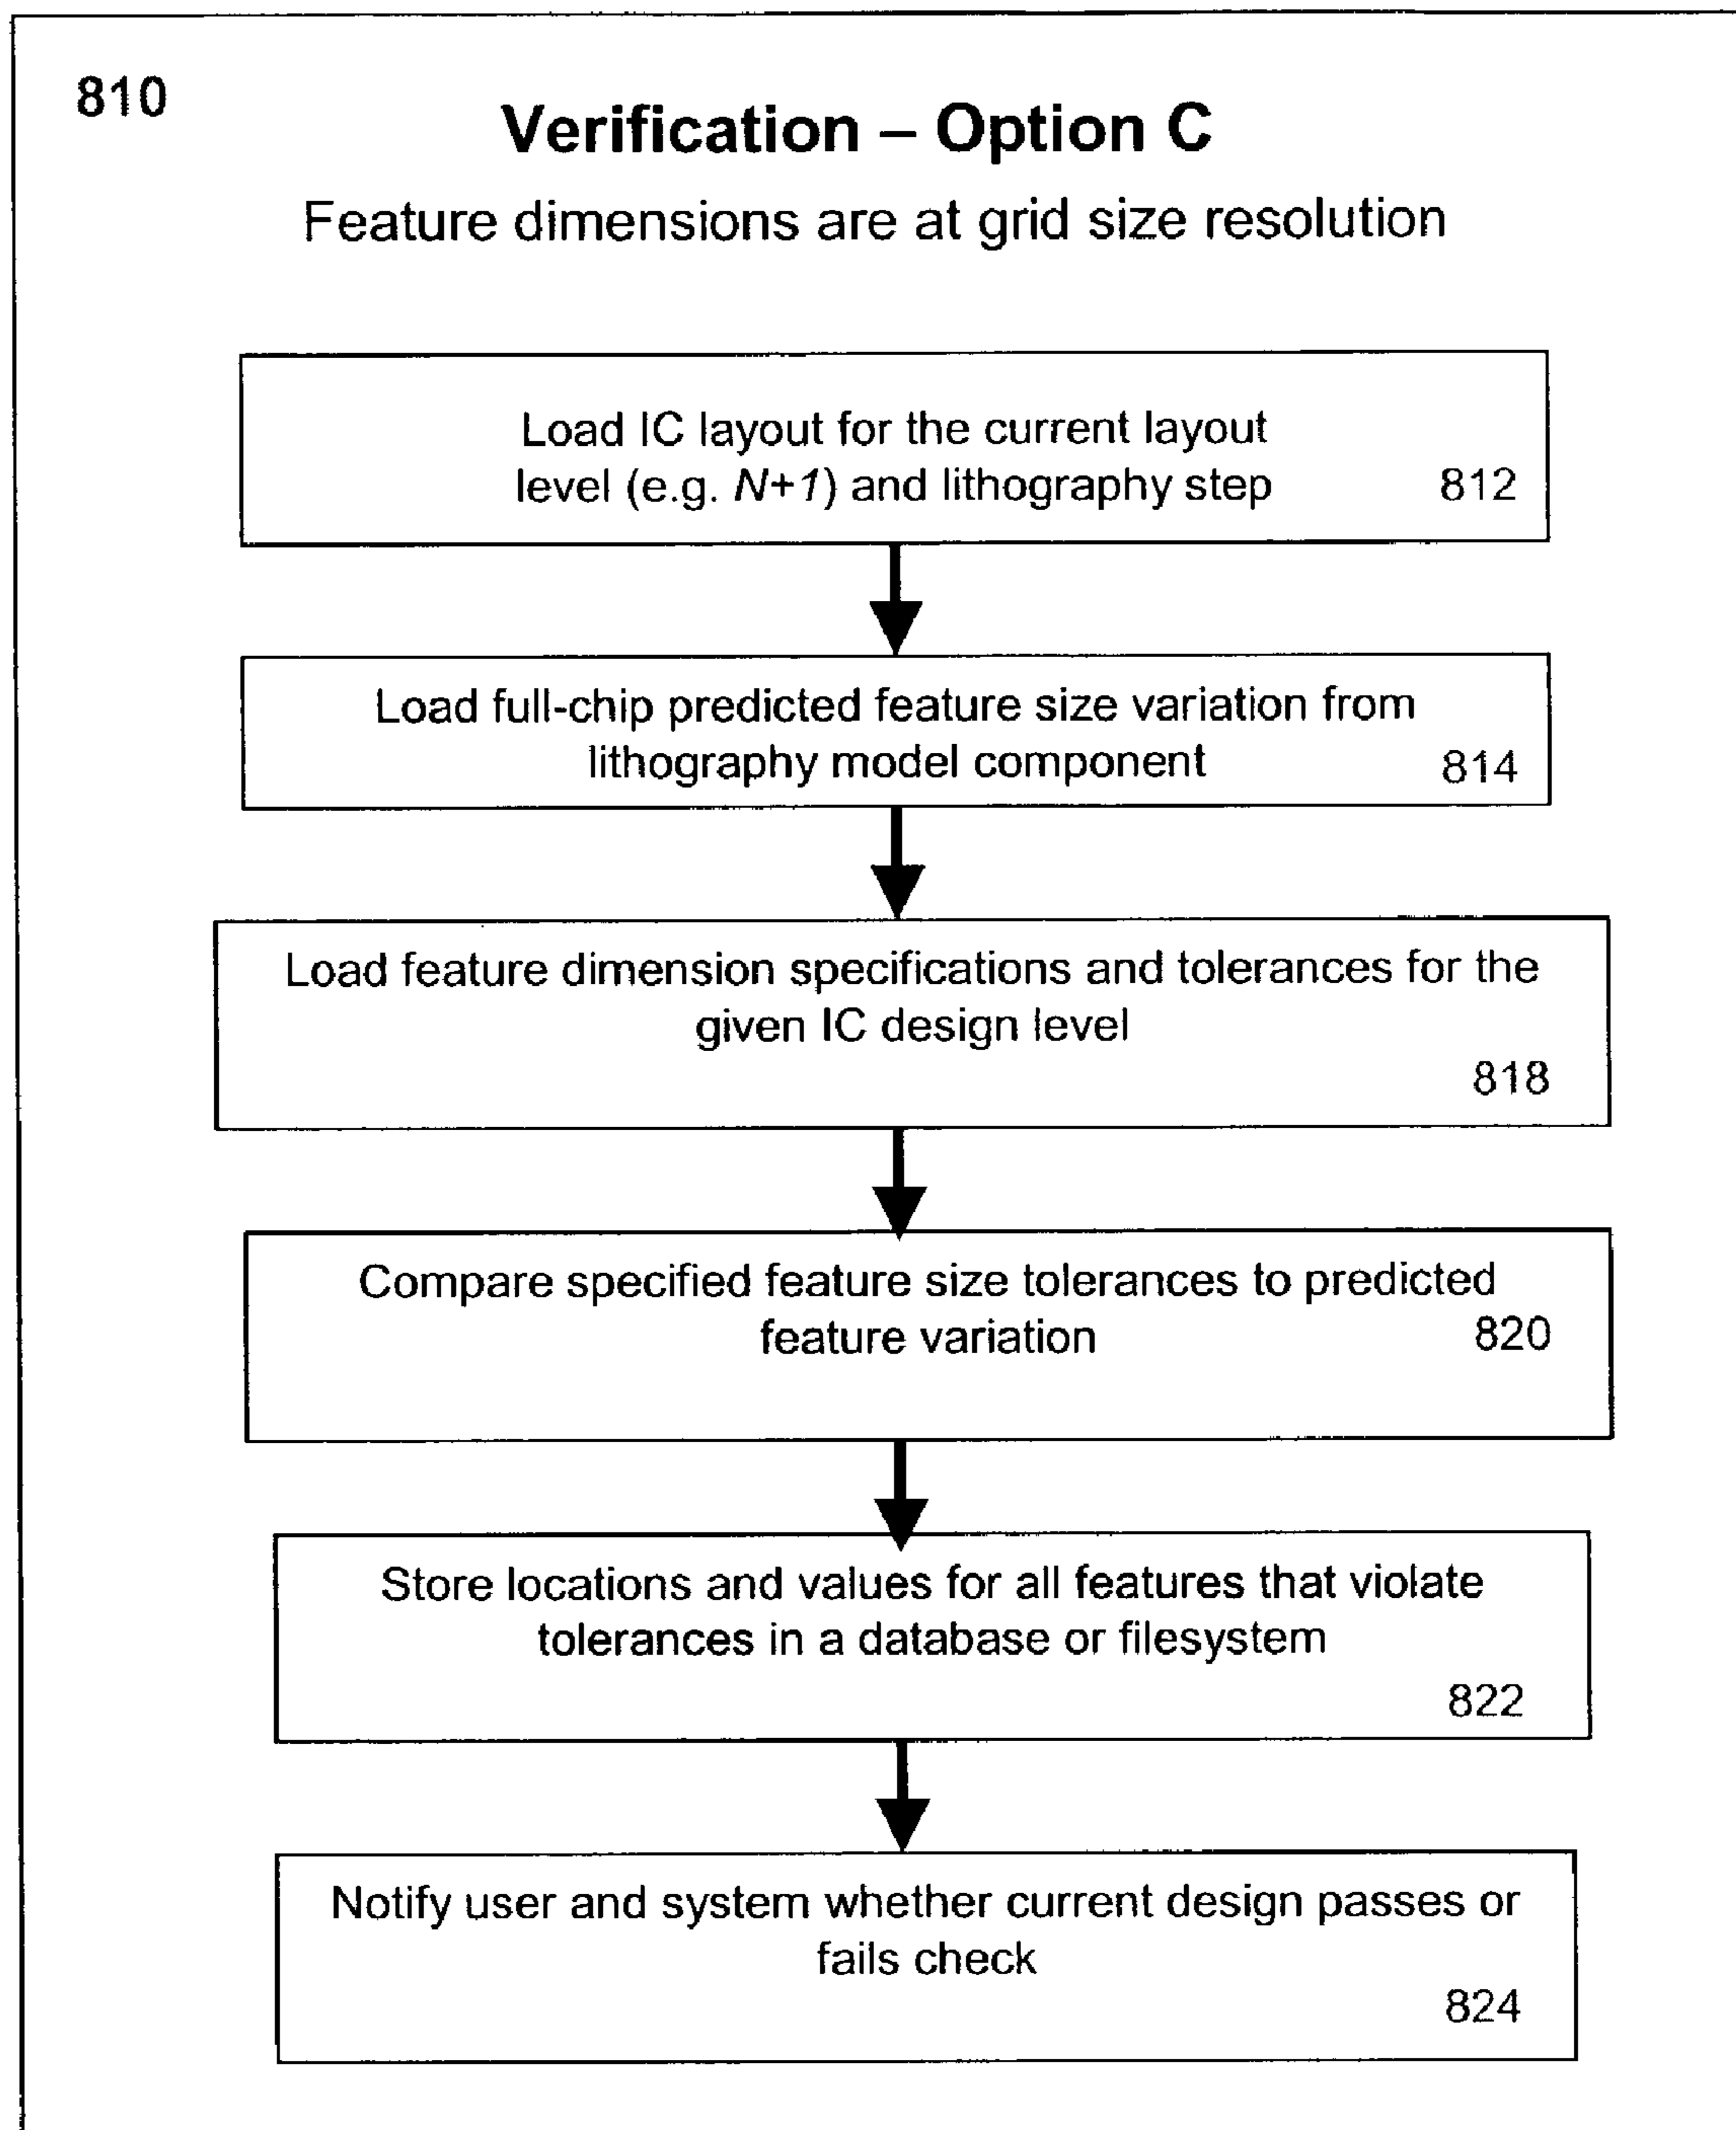 810
Verification – Option C
Feature dimensions are at grid size resolution
Load IC layout for the current layout
level (e.g. N+1) and lithography step
812
Load full-chip predicted feature size variation from
lithography model component
814
Load feature dimension specifications and tolerances for the
given IC design level
818
Compare specified feature size tolerances to predicted
feature variation
820
Store locations and values for all features that violate
tolerances in a database or filesystem
822
Notify user and system whether current design passes or
fails check
824